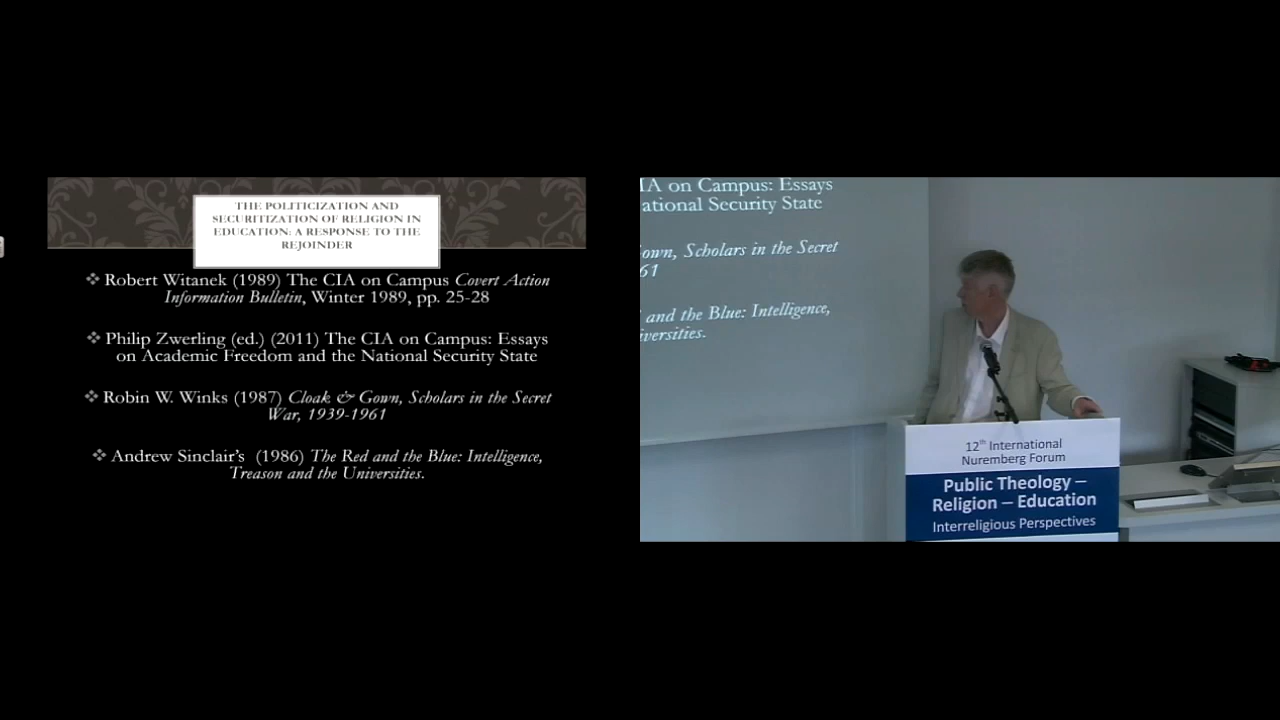 THE POLITICIZATION AND
SECURITIZATION OF RELIGION IN
EDUCATION: A RESPONSE TO THE
REJOINDER
❖ Robert Witanek (1989) The CIA on Campus Covert Action
Information Bulletin, Winter 1989, pp. 25-28
❖ Philip Zwerling (ed.) (2011) The CIA on Campus: Essays
on Academic Freedom and the National Security State
❖ Robin W. Winks (1987) Cloak & Gown, Scholars in the Secret
War, 1939-1961
❖ Andrew Sinclair's (1986) The Red and the Blue: Intelligence,
Treason and the Universities.
IA on Campus: Essays
ational Security State
own, Scholars in the Secret
61
and the Blue: Intelligence,
iversities.
12th International
Nuremberg Forum
Public Theology –
Religion – Education
Interreligious Perspectives